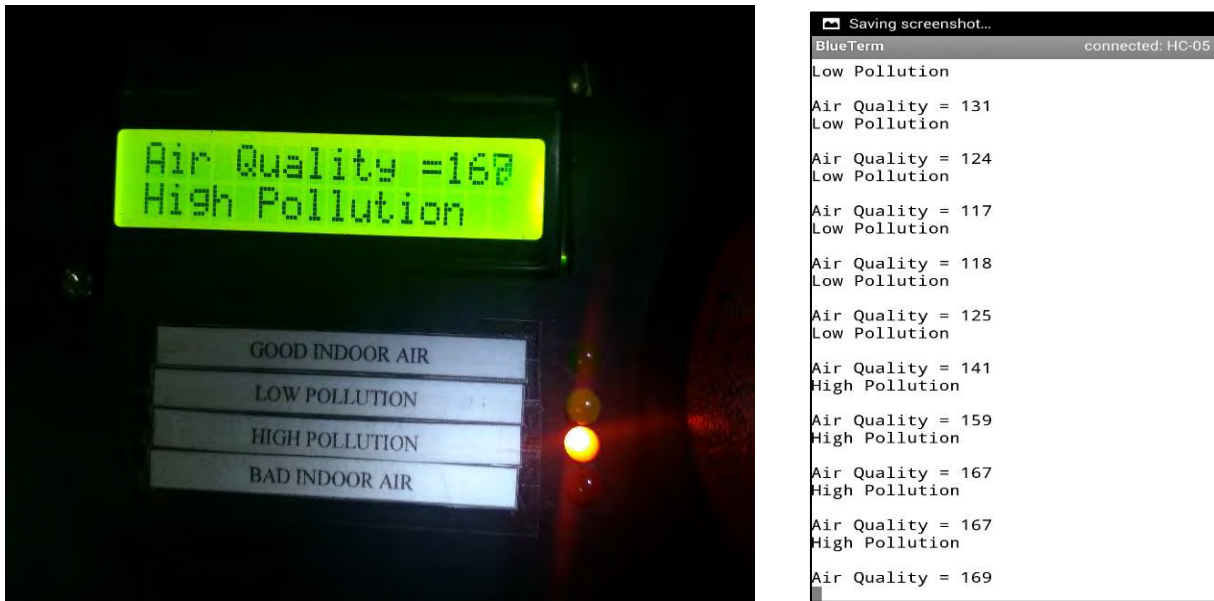 Air Quality =167
High Pollution
GOOD INDOOR AIR
LOW POLLUTION
HIGH POLLUTION
BAD INDOOR AIR
Saving screenshot...
BlueTerm connected: HC-05
Low Pollution
Air Quality = 131
Low Pollution
Air Quality = 124
Low Pollution
Air Quality = 117
Low Pollution
Air Quality = 118
Low Pollution
Air Quality = 125
Low Pollution
Air Quality = 141
High Pollution
Air Quality = 159
High Pollution
Air Quality = 167
High Pollution
Air Quality = 167
High Pollution
Air Quality = 169